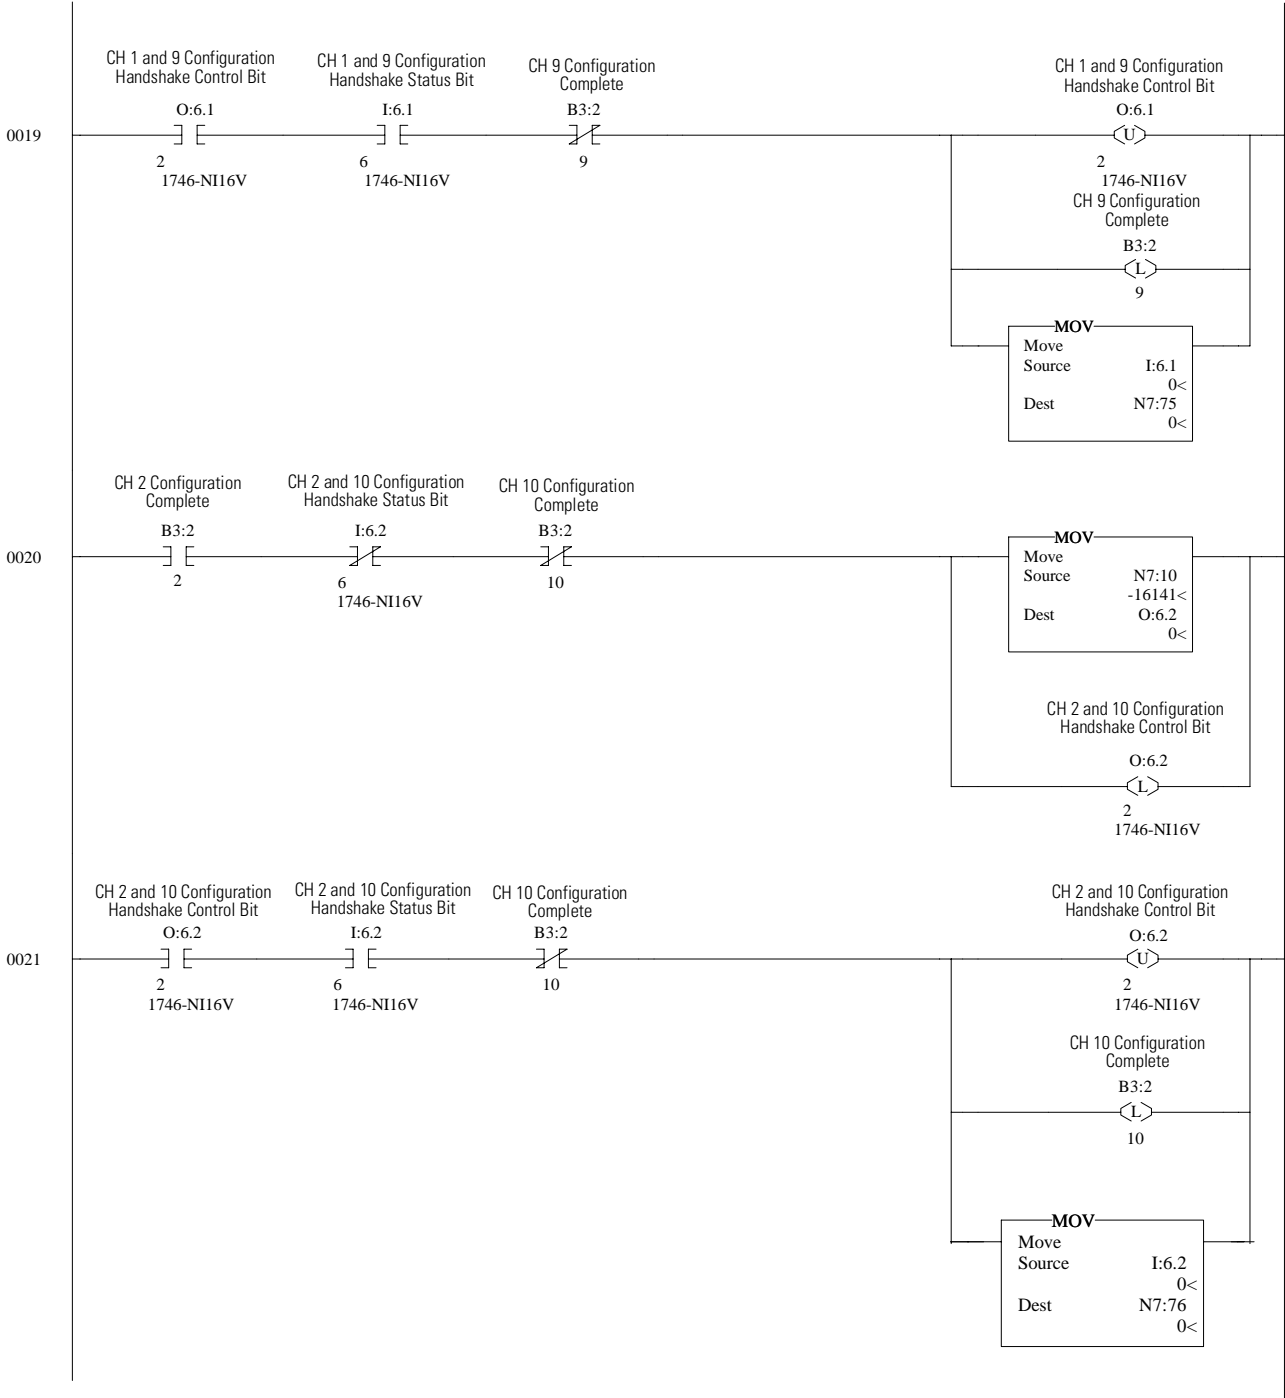 CH 1 and 9 Configuration
Handshake Control Bit
O:6.1
2
1746-NI16V
CH 1 and 9 Configuration
Handshake Status Bit
I:6.1
6
1746-NI16V
CH 9 Configuration
Complete
B3:2
9
CH 1 and 9 Configuration
Handshake Control Bit
O:6.1
U
2
1746-NI16V
0019
CH 9 Configuration
Complete
B3:2
L
9
MOV
Move
Source I:6.1
0<
Dest N7:75
0<
CH 2 Configuration
Complete
B3:2
2
CH 2 and 10 Configuration
Handshake Status Bit
I:6.2
6
1746-NI16V
CH 10 Configuration
Complete
B3:2
10
0020
MOV
Move
Source N7:10
-16141<
Dest O:6.2
0<
CH 2 and 10 Configuration
Handshake Control Bit
O:6.2
L
2
1746-NI16V
CH 2 and 10 Configuration
Handshake Control Bit
O:6.2
2
1746-NI16V
CH 2 and 10 Configuration
Handshake Status Bit
I:6.2
6
1746-NI16V
CH 10 Configuration
Complete
B3:2
10
CH 2 and 10 Configuration
Handshake Control Bit
O:6.2
U
2
1746-NI16V
0021
CH 10 Configuration
Complete
B3:2
L
10
MOV
Move
Source I:6.2
0<
Dest N7:76
0<